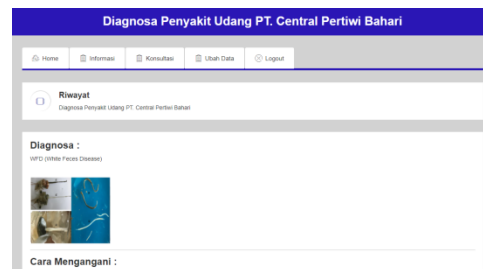 Diagnosa Penyakit Udang PT. Central Pertiwi Bahari
Home Informasi Konsultasi Ubah Data Logout
Riwayat
Diagnosa Penyakit Udang PT. Central Pertiwi Bahari
Diagnosa :
WFD (White Feces Disease)
Cara Mengangani :